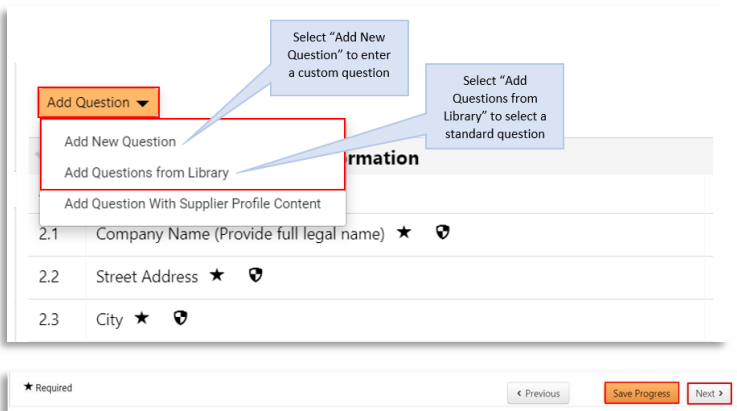 Select “Add New
Question” to enter
a custom question
Select “Add
Questions from
Library” to select a
standard question
Add Question
Add New Question
Add Questions from Library
rmation
Add Question With Supplier Profile Content
2.1 Company Name (Provide full legal name) ★
2.2 Street Address ★
2.3 City ★
★ Required
‹ Previous
Save Progress
Next ›